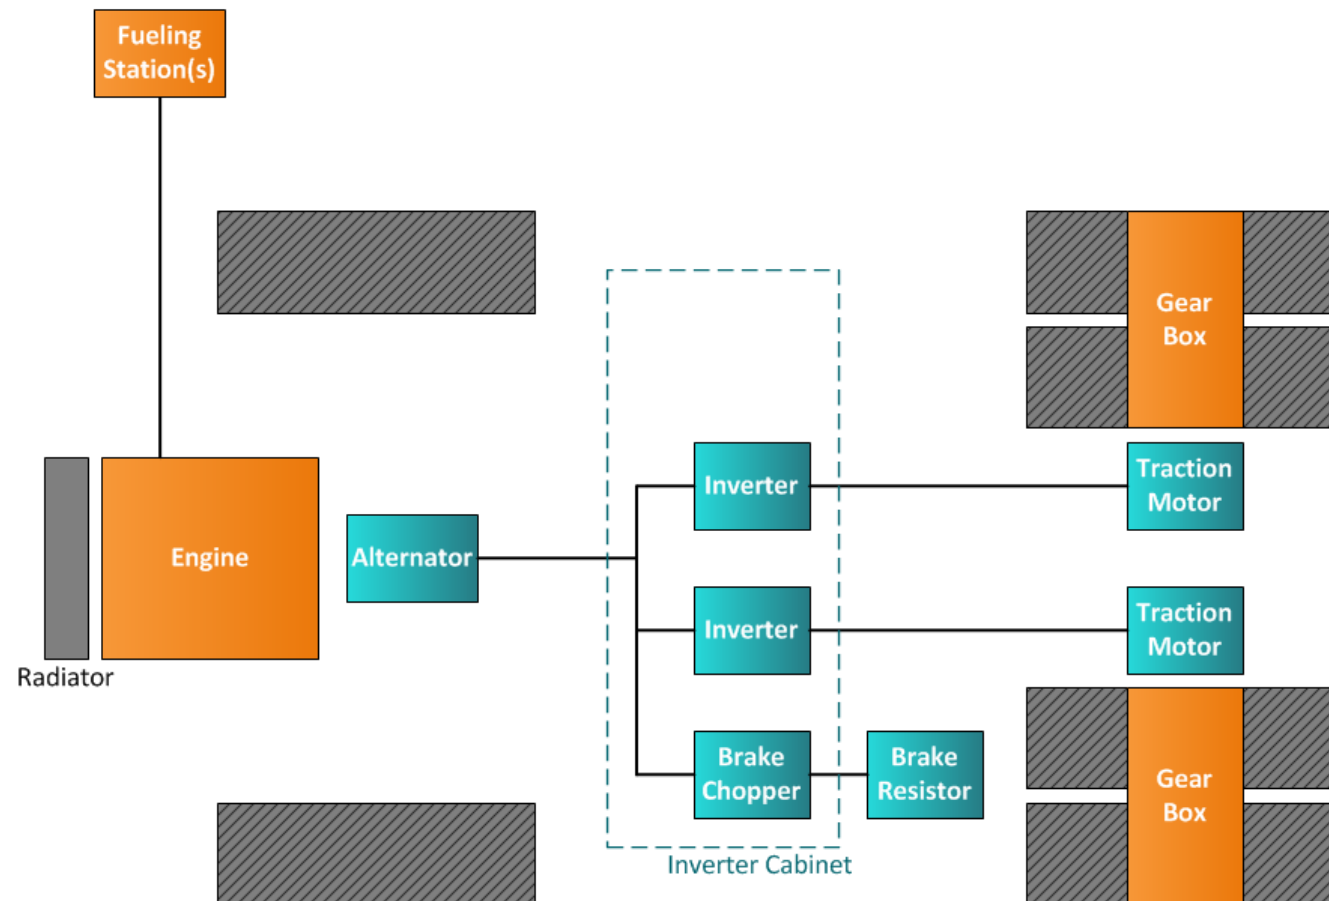 Fueling
Station(s)
Gear
Box
Inverter
Traction
Motor
Engine
Alternator
Inverter
Traction
Motor
Radiator
Brake
Chopper
Brake
Resistor
Gear
Box
Inverter Cabinet